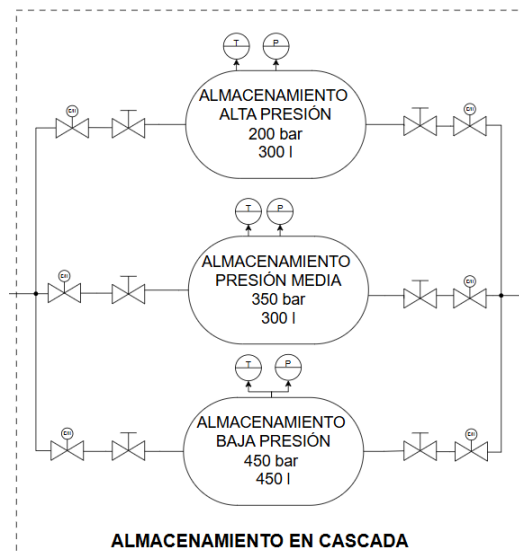 T P
ALMACENAMIENTO
ALTA PRESIÓN
200 bar
300 l
T P
ALMACENAMIENTO
PRESIÓN MEDIA
350 bar
300 l
T P
ALMACENAMIENTO
BAJA PRESIÓN
450 bar
450 l
ALMACENAMIENTO EN CASCADA